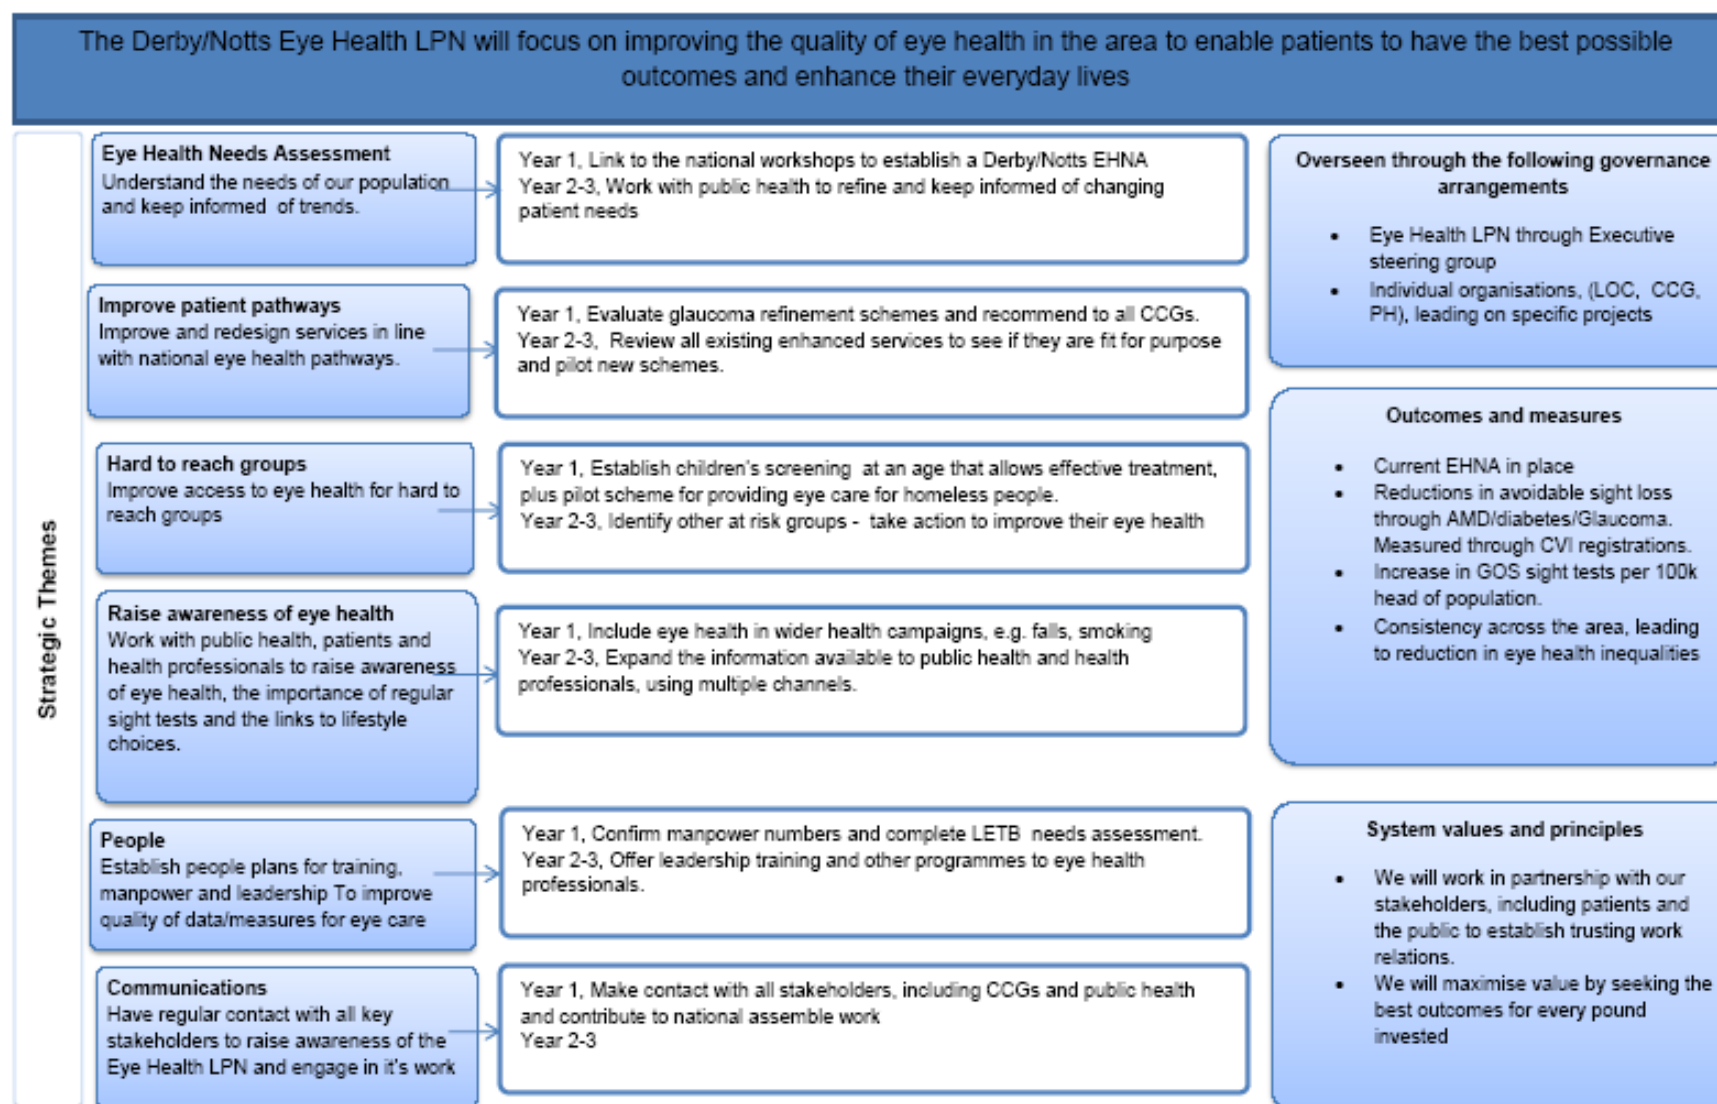 The Derby/Notts Eye Health LPN will focus on improving the quality of eye health in the area to enable patients to have the best possible
outcomes and enhance their everyday lives
Strategic Themes
Eye Health Needs Assessment
Understand the needs of our population
and keep informed of trends.
Year 1, Link to the national workshops to establish a Derby/Notts EHNA
Year 2-3, Work with public health to refine and keep informed of changing
patient needs
Improve patient pathways
Improve and redesign services in line
with national eye health pathways.
Year 1, Evaluate glaucoma refinement schemes and recommend to all CCGs.
Year 2-3, Review all existing enhanced services to see if they are fit for purpose
and pilot new schemes.
Hard to reach groups
Improve access to eye health for hard to
reach groups
Year 1, Establish children's screening at an age that allows effective treatment,
plus pilot scheme for providing eye care for homeless people.
Year 2-3, Identify other at risk groups - take action to improve their eye health
Raise awareness of eye health
Work with public health, patients and
health professionals to raise awareness
of eye health, the importance of regular
sight tests and the links to lifestyle
choices.
Year 1, Include eye health in wider health campaigns, e.g. falls, smoking
Year 2-3, Expand the information available to public health and health
professionals, using multiple channels.
People
Establish people plans for training,
manpower and leadership To improve
quality of data/measures for eye care
Year 1, Confirm manpower numbers and complete LETB needs assessment.
Year 2-3, Offer leadership training and other programmes to eye health
professionals.
Communications
Have regular contact with all key
stakeholders to raise awareness of the
Eye Health LPN and engage in it's work
Year 1, Make contact with all stakeholders, including CCGs and public health
and contribute to national assemble work
Year 2-3
Overseen through the following governance
arrangements
• Eye Health LPN through Executive
steering group
• Individual organisations, (LOC, CCG,
PH), leading on specific projects
Outcomes and measures
• Current EHNA in place
• Reductions in avoidable sight loss
through AMD/diabetes/Glaucoma.
Measured through CVI registrations.
• Increase in GOS sight tests per 100k
head of population.
• Consistency across the area, leading
to reduction in eye health inequalities
System values and principles
• We will work in partnership with our
stakeholders, including patients and
the public to establish trusting work
relations.
• We will maximise value by seeking the
best outcomes for every pound
invested